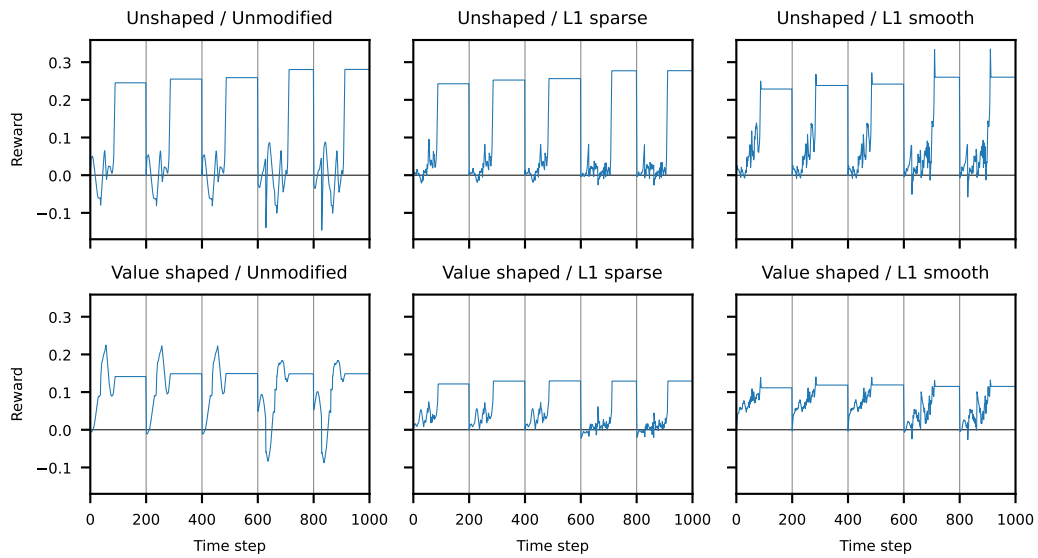 Unshaped / Unmodified
Unshaped / L1 sparse
Unshaped / L1 smooth
Reward
0.3
0.2
0.1
0.0
−0.1
Value shaped / Unmodified
Value shaped / L1 sparse
Value shaped / L1 smooth
Reward
0.3
0.2
0.1
0.0
−0.1
0 200 400 600 800 1000
0 200 400 600 800 1000
0 200 400 600 800 1000
Time step
Time step
Time step